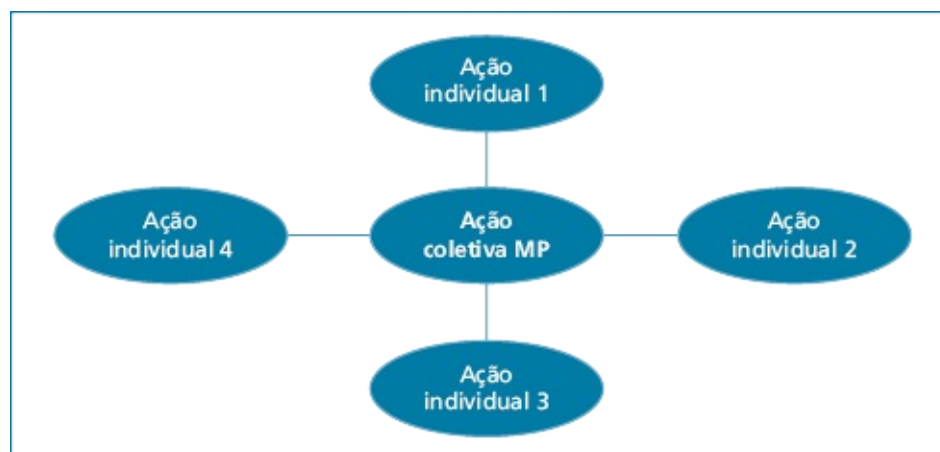 Ação
individual 1
Ação
individual 4
Ação
coletiva MP
Ação
individual 2
Ação
individual 3